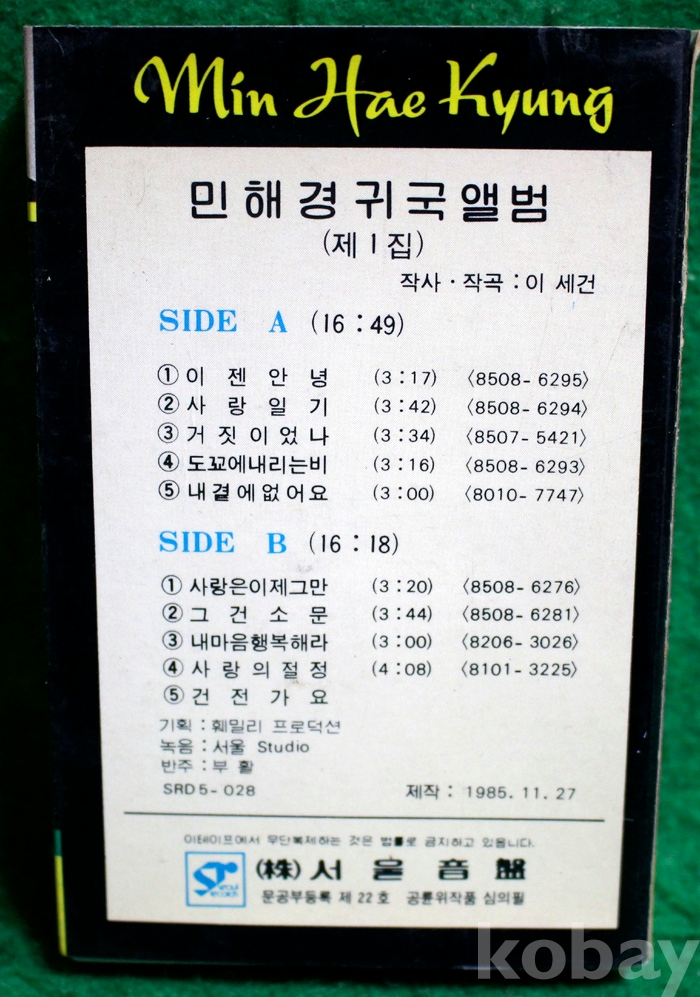 Min Hae Kyung
민해경귀국앨범
(제 I 집)
작사·작곡 : 이 세건
SIDE A (16 : 49)
① 이 젠 안 녕 (3 : 17) 〈8508-6295〉
② 사 랑 일 기 (3 : 42) 〈8508-6294〉
③ 거 짓 이 었 나 (3 : 34) 〈8507-5421〉
④ 도꾜에내리는비 (3 : 16) 〈8508-6293〉
⑤ 내 곁 에 없 어 요 (3 : 00) 〈8010-7747〉
SIDE B (16 : 18)
① 사랑은이제그만 (3 : 20) 〈8508-6276〉
② 그 건 소 문 (3 : 44) 〈8508-6281〉
③ 내마음행복해라 (3 : 00) 〈8206-3026〉
④ 사 랑 의 절 정 (4 : 08) 〈8101-3225〉
⑤ 건 전 가 요
기획 : 훼밀리 프로덕션
녹음 : 서울 Studio
반주 : 부 활
SRD5-028 제작 : 1985. 11. 27
이테이프에서 무단복제하는 것은 법률로 금지하고 있읍니다.
(株) 서 울 音 盤
문공부등록 제 22 호 공륜위작품 심의필
kobay